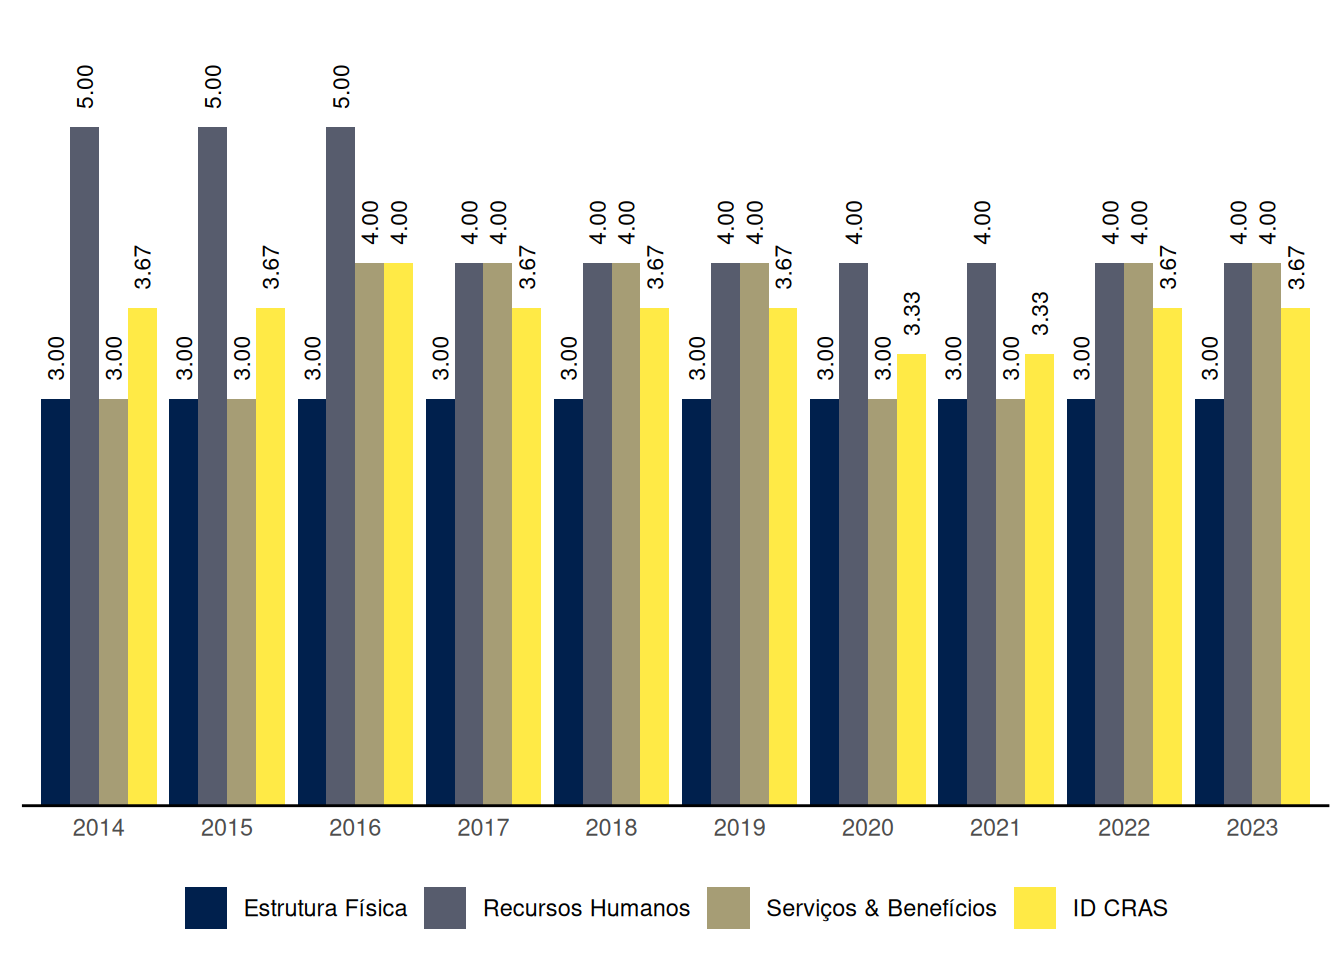 5.00 5.00 5.00
4.00 4.00 4.00 4.00 4.00 4.00 4.00 4.00 4.00 4.00 4.00 4.00 4.00 4.00
3.67 3.67 3.67 3.67 3.67 3.67 3.67
3.33 3.33
3.00 3.00 3.00 3.00 3.00 3.00 3.00 3.00 3.00 3.00 3.00 3.00 3.00 3.00
2014 2015 2016 2017 2018 2019 2020 2021 2022 2023
Estrutura Física Recursos Humanos Serviços & Benefícios ID CRAS